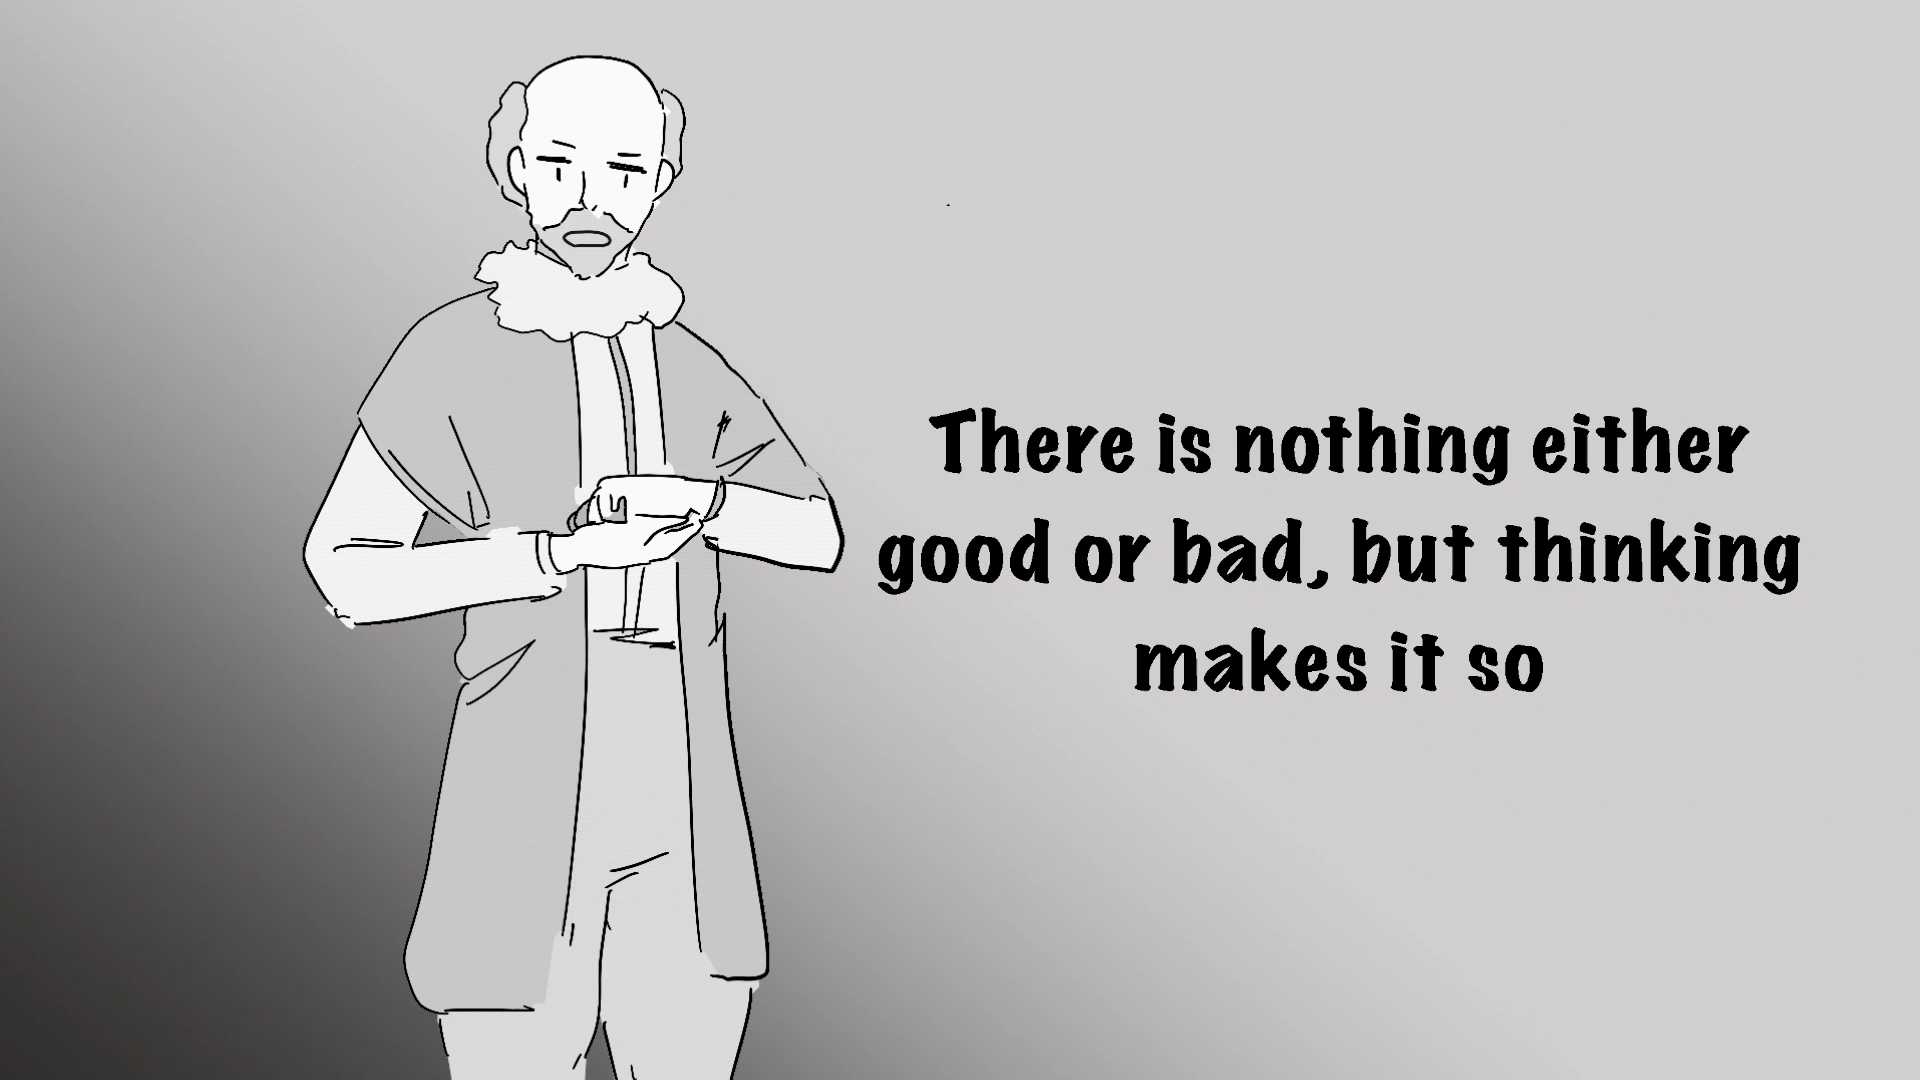 There is nothing either
good or bad, but thinking
makes it so